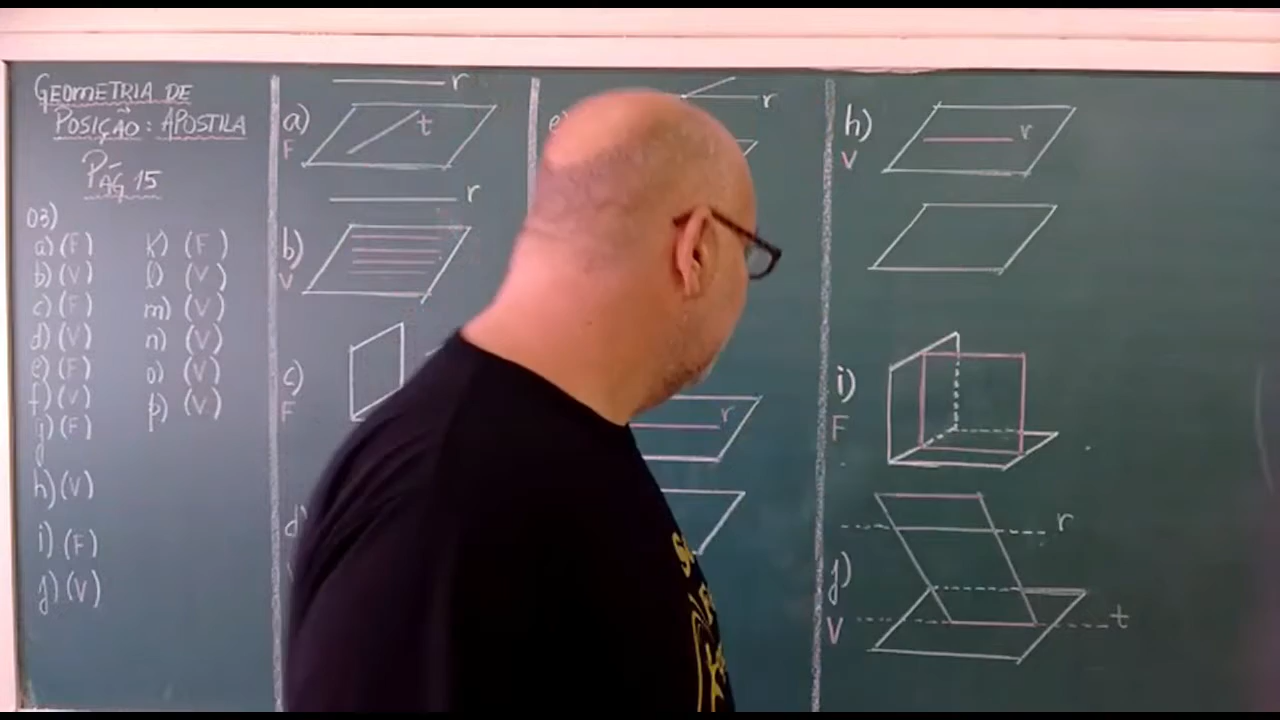 GEOMETRIA DE
POSIÇÃO: APOSTILA
PÁG 15
03)
a) (F)
b) (V)
c) (F)
d) (V)
e) (F)
f) (V)
g) (F)
h) (V)
i) (F)
j) (V)
k) (F)
l) (V)
m) (V)
n) (V)
o) (V)
p) (V)
r
a)
F
t
r
b)
V
c)
F
d)
r
e)
r
h)
V
r
i)
F
r
j)
V
t